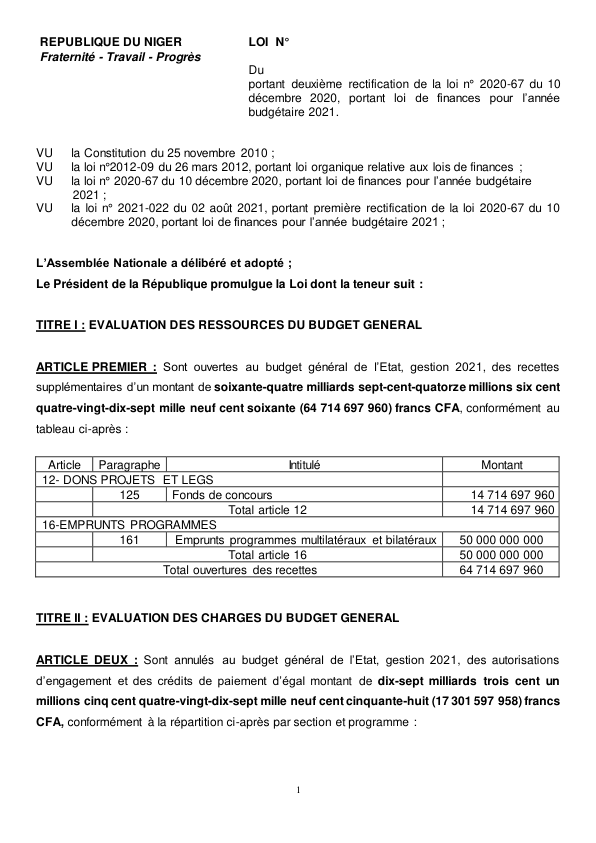 REPUBLIQUE DU NIGER
Fraternité - Travail - Progrès
LOI N°
Du
portant deuxième rectification de la loi n° 2020-67 du 10
décembre 2020, portant loi de finances pour l'année
budgétaire 2021.
VU la Constitution du 25 novembre 2010 ;
VU la loi n°2012-09 du 26 mars 2012, portant loi organique relative aux lois de finances ;
VU la loi n° 2020-67 du 10 décembre 2020, portant loi de finances pour l'année budgétaire
2021 ;
VU la loi n° 2021-022 du 02 août 2021, portant première rectification de la loi 2020-67 du 10
décembre 2020, portant loi de finances pour l'année budgétaire 2021 ;
L'Assemblée Nationale a délibéré et adopté ;
Le Président de la République promulgue la Loi dont la teneur suit :
TITRE I : EVALUATION DES RESSOURCES DU BUDGET GENERAL
ARTICLE PREMIER : Sont ouvertes au budget général de l'Etat, gestion 2021, des recettes
supplémentaires d'un montant de soixante-quatre milliards sept-cent-quatorze millions six cent
quatre-vingt-dix-sept mille neuf cent soixante (64 714 697 960) francs CFA, conformément au
tableau ci-après :
Article Paragraphe Intitulé Montant
12- DONS PROJETS ET LEGS
125 Fonds de concours 14 714 697 960
Total article 12 14 714 697 960
16-EMPRUNTS PROGRAMMES
161 Emprunts programmes multilatéraux et bilatéraux 50 000 000 000
Total article 16 50 000 000 000
Total ouvertures des recettes 64 714 697 960
TITRE II : EVALUATION DES CHARGES DU BUDGET GENERAL
ARTICLE DEUX : Sont annulés au budget général de l'Etat, gestion 2021, des autorisations
d'engagement et des crédits de paiement d'égal montant de dix-sept milliards trois cent un
millions cinq cent quatre-vingt-dix-sept mille neuf cent cinquante-huit (17 301 597 958) francs
CFA, conformément à la répartition ci-après par section et programme :
1